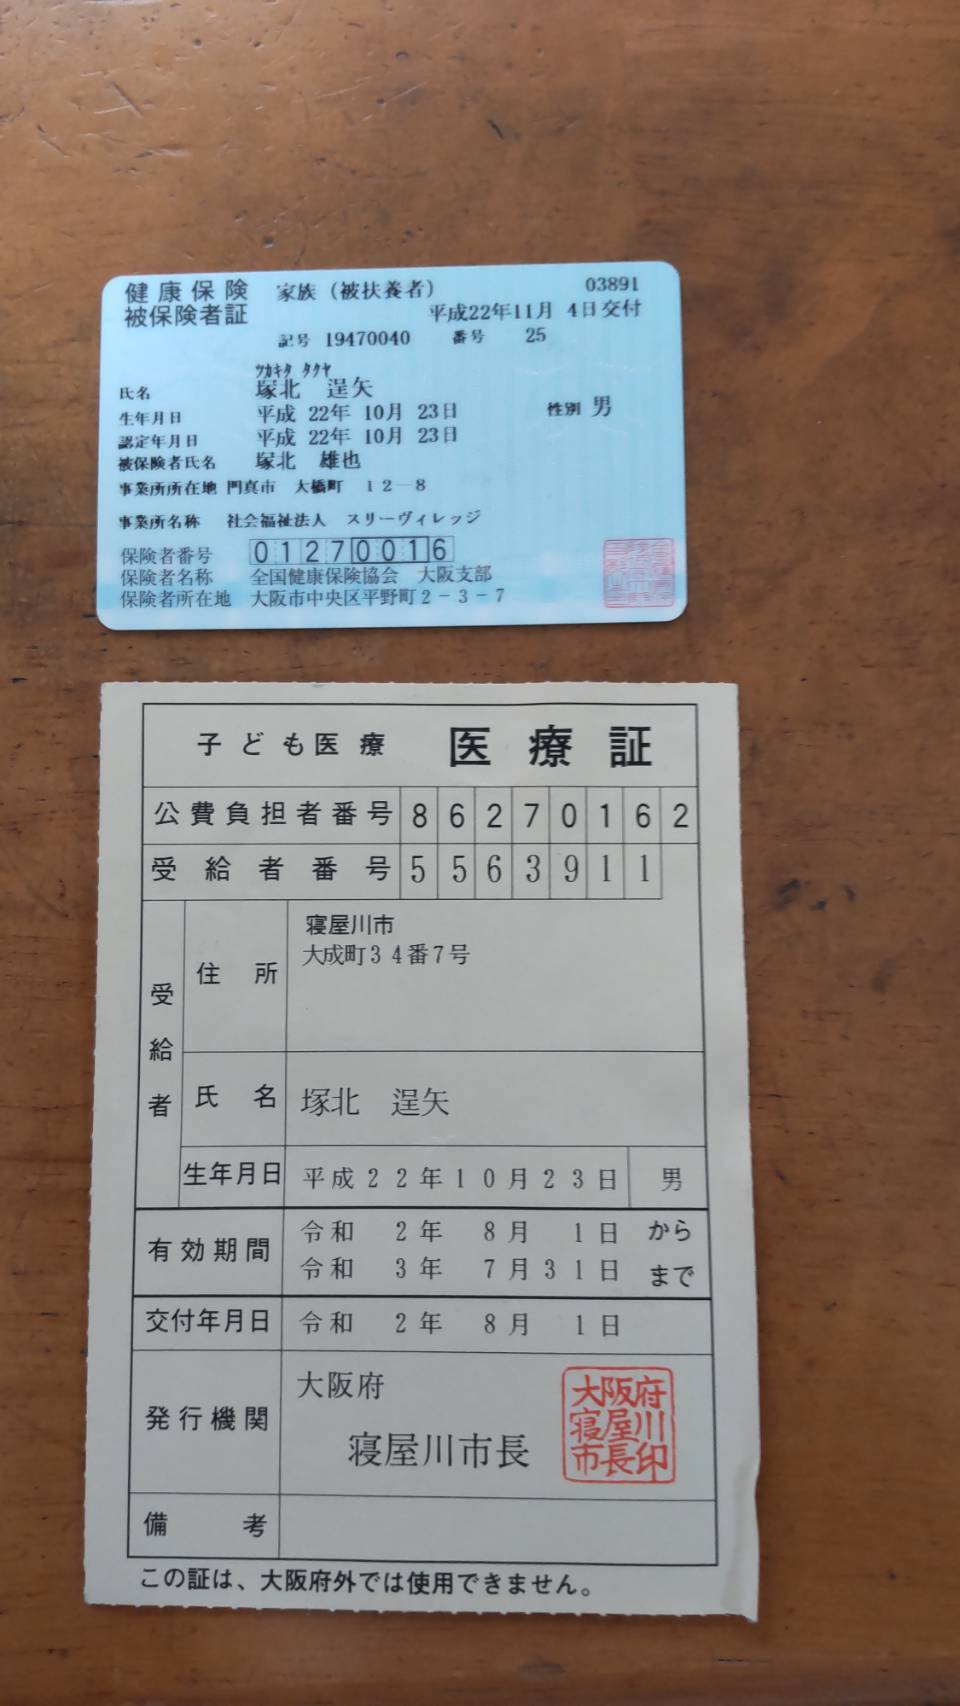 健康保険 家族（被扶養者） 03891
被保険者証 平成22年11月 4日交付
記号 19470040 番号 25
ﾂｶｷﾀ ﾀｸﾔ
氏名 塚北 逞矢
生年月日 平成 22年 10月 23日 性別 男
認定年月日 平成 22年 10月 23日
被保険者氏名 塚北 雄也
事業所所在地 門真市 大橋町 12－8
事業所名称 社会福祉法人 スリーヴィレッジ
保険者番号 01270016
保険者名称 全国健康保険協会 大阪支部
保険者所在地 大阪市中央区平野町2－3－7
子ども医療 医療証
公費負担者番号 86270162
受給者番号 5563911
受給者
住所 寝屋川市
大成町34番7号
氏名 塚北 逞矢
生年月日 平成22年10月23日 男
有効期間 令和 2年 8月 1日 から
令和 3年 7月31日 まで
交付年月日 令和 2年 8月 1日
発行機関 大阪府
寝屋川市長
大阪府
寝屋川
市長印
備考
この証は、大阪府外では使用できません。